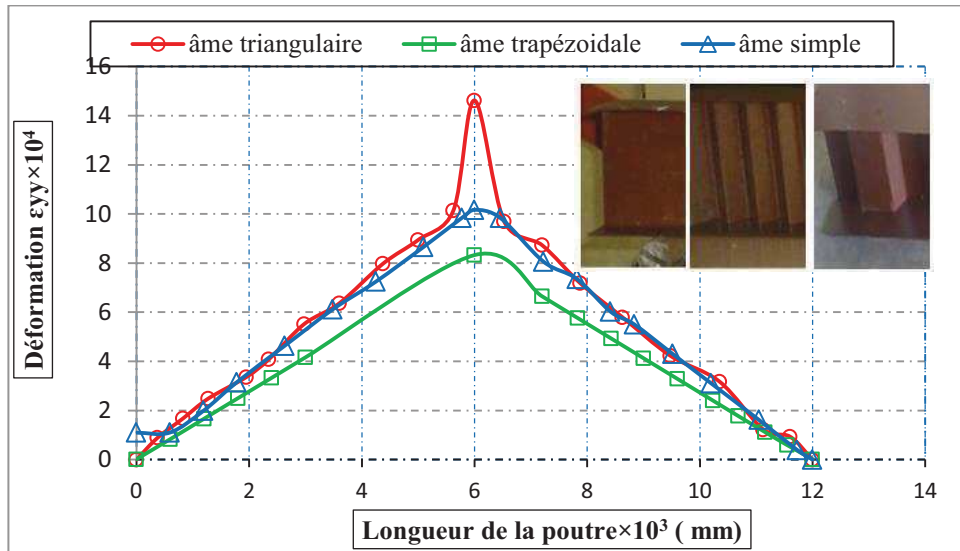 âme triangulaire âme trapézoidale âme simple
16
14
12
10
8
6
4
2
0
Déformation εyy×10⁴
0 2 4 6 8 10 12 14
Longueur de la poutre×10³ ( mm)